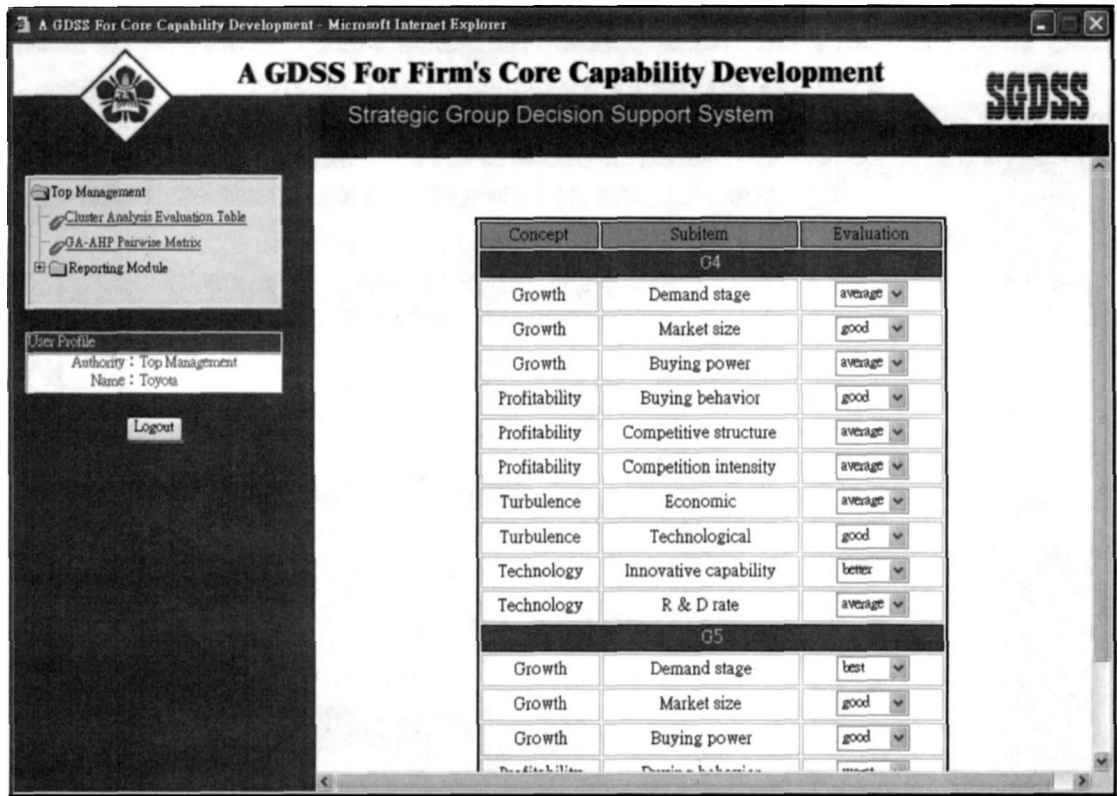 A GDSS For Core Capability Development - Microsoft Internet Explorer
A GDSS For Firm's Core Capability Development
SGDSS
Strategic Group Decision Support System
Top Management
Cluster Analysis Evaluation Table
GA-AHP Pairwise Matrix
Reporting Module
User Profile
Authority : Top Management
Name : Toyota
Logout
Concept Subitem Evaluation
G4
Growth Demand stage average
Growth Market size good
Growth Buying power average
Profitability Buying behavior good
Profitability Competitive structure average
Profitability Competition intensity average
Turbulence Economic average
Turbulence Technological good
Technology Innovative capability better
Technology R & D rate average
G5
Growth Demand stage best
Growth Market size good
Growth Buying power good
Profitability Buying behavior worst